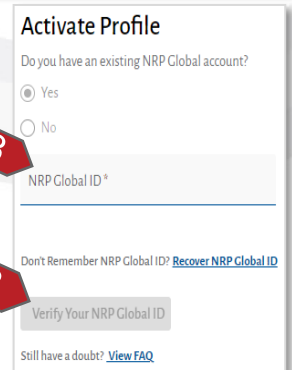 Activate Profile
Do you have an existing NRP Global account?
Yes
No
NRP Global ID *
Don't Remember NRP Global ID? Recover NRP Global ID
Verify Your NRP Global ID
Still have a doubt? View FAQ